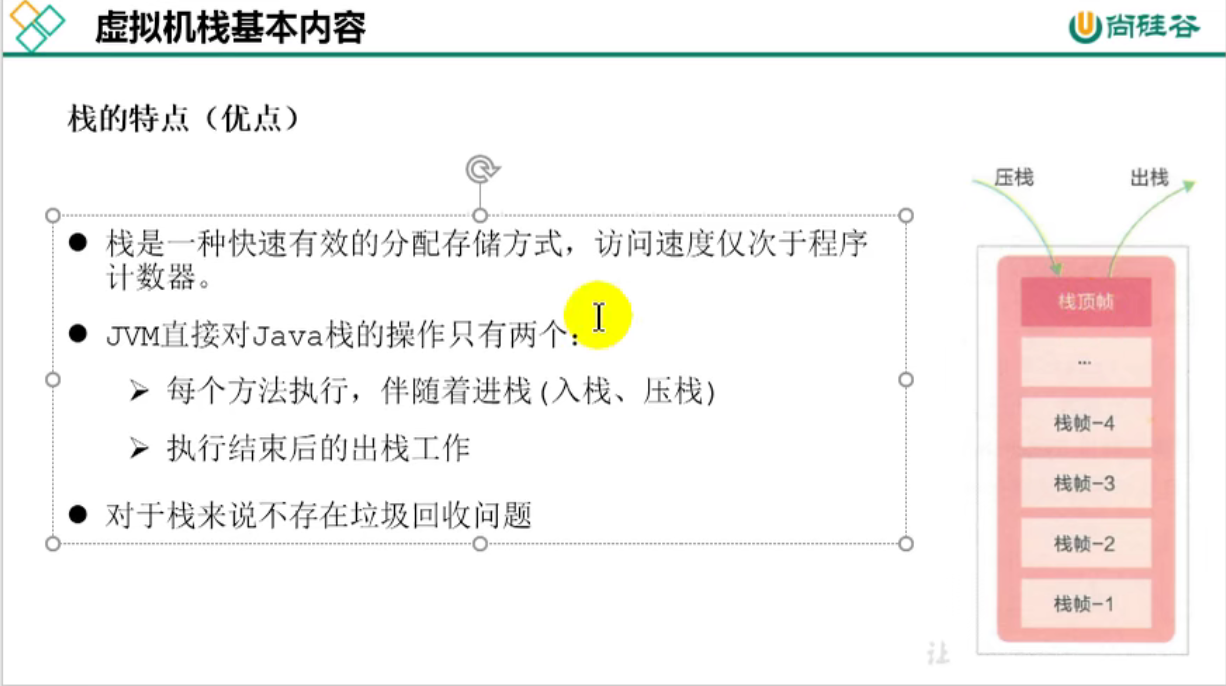 虚拟机栈基本内容
尚硅谷
栈的特点（优点）
● 栈是一种快速有效的分配存储方式，访问速度仅次于程序
计数器。
● JVM直接对Java栈的操作只有两个：
➢ 每个方法执行，伴随着进栈(入栈、压栈)
➢ 执行结束后的出栈工作
● 对于栈来说不存在垃圾回收问题
压栈
出栈
栈顶帧
...
栈帧-4
栈帧-3
栈帧-2
栈帧-1
让